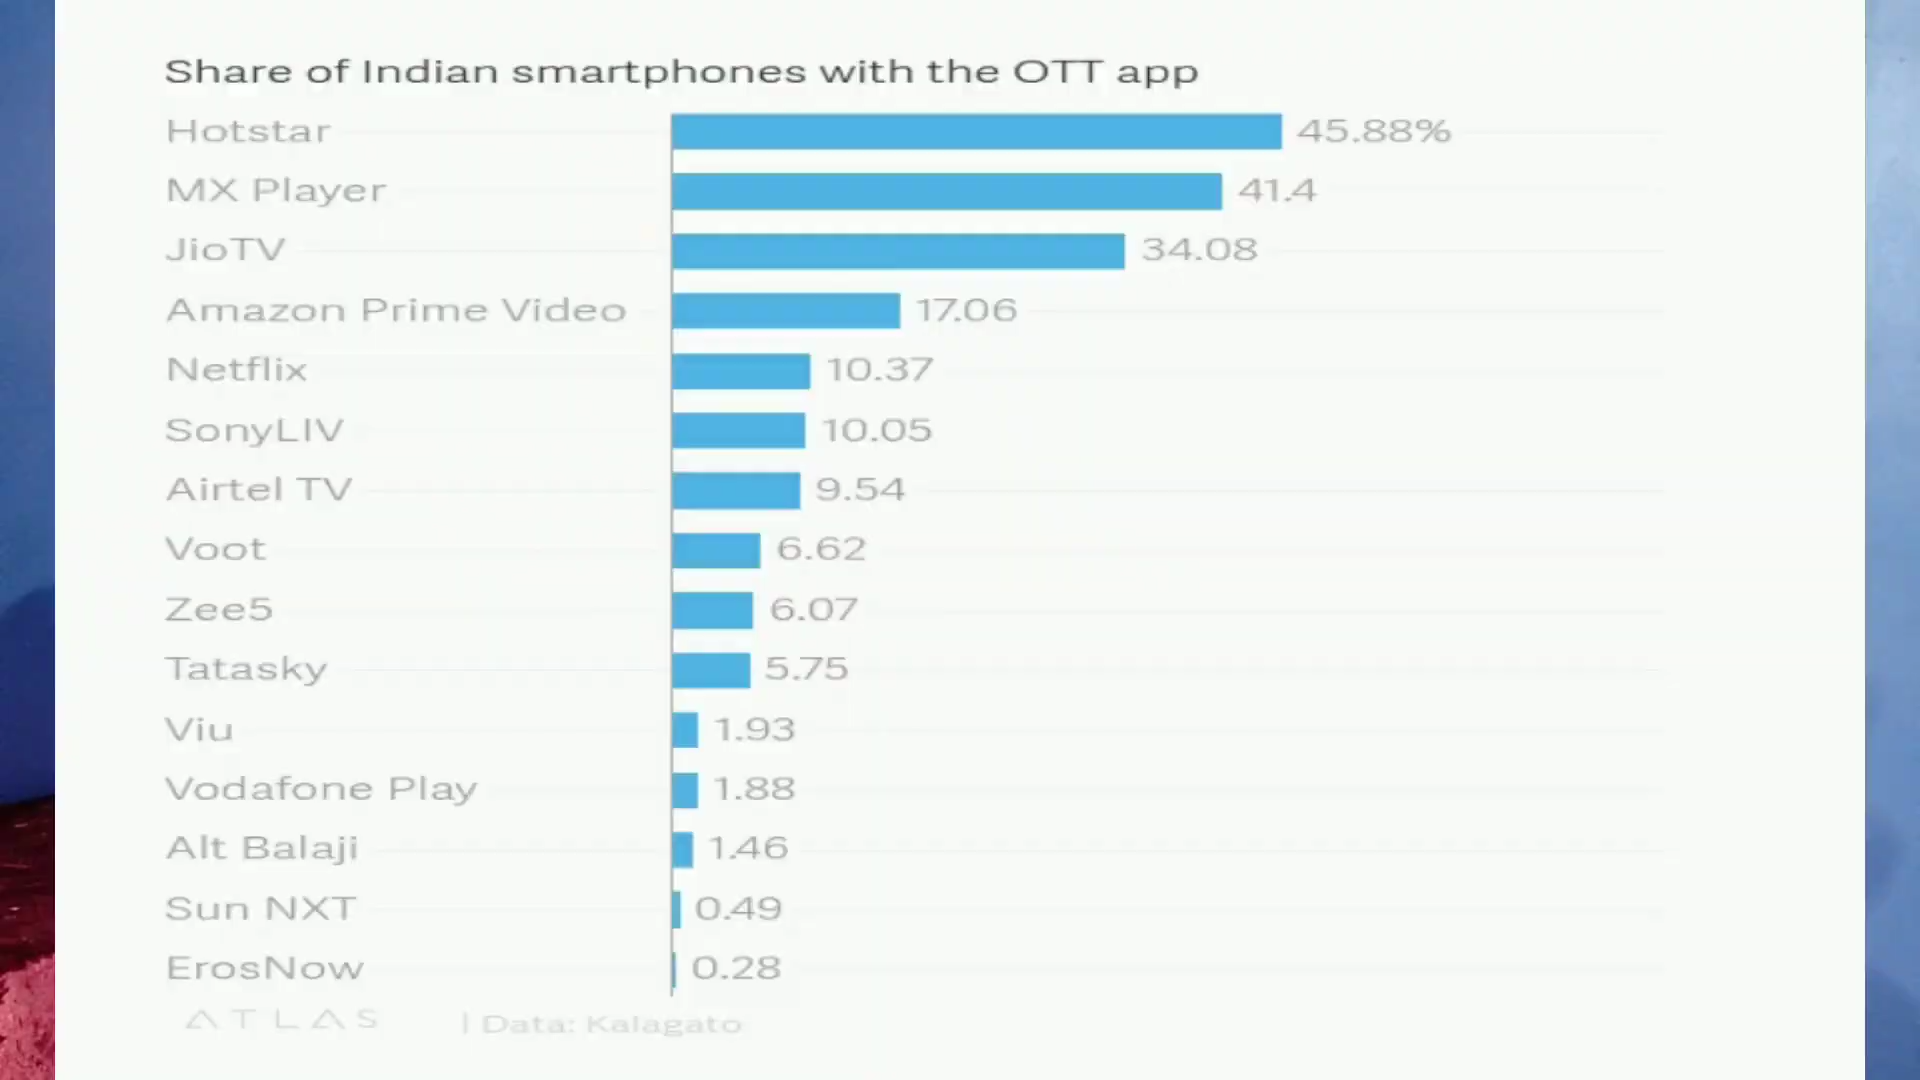 Share of Indian smartphones with the OTT app
Hotstar 45.88%
MX Player 41.4
JioTV 34.08
Amazon Prime Video 17.06
Netflix 10.37
SonyLIV 10.05
Airtel TV 9.54
Voot 6.62
Zee5 6.07
Tatasky 5.75
Viu 1.93
Vodafone Play 1.88
Alt Balaji 1.46
Sun NXT 0.49
ErosNow 0.28
ATLAS | Data: Kalagato